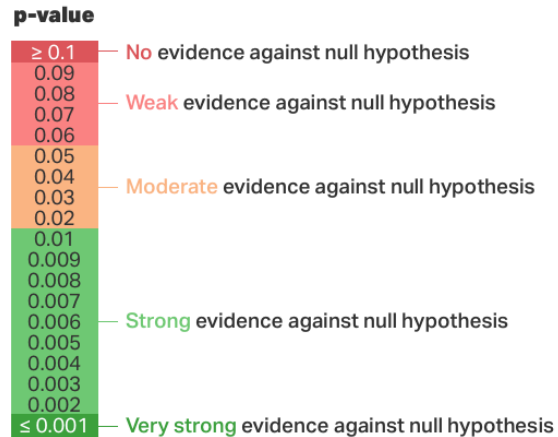 p-value
≥ 0.1 No evidence against null hypothesis
0.09
0.08 Weak evidence against null hypothesis
0.07
0.06
0.05
0.04 Moderate evidence against null hypothesis
0.03
0.02
0.01
0.009
0.008
0.007
0.006 Strong evidence against null hypothesis
0.005
0.004
0.003
0.002
≤ 0.001 Very strong evidence against null hypothesis